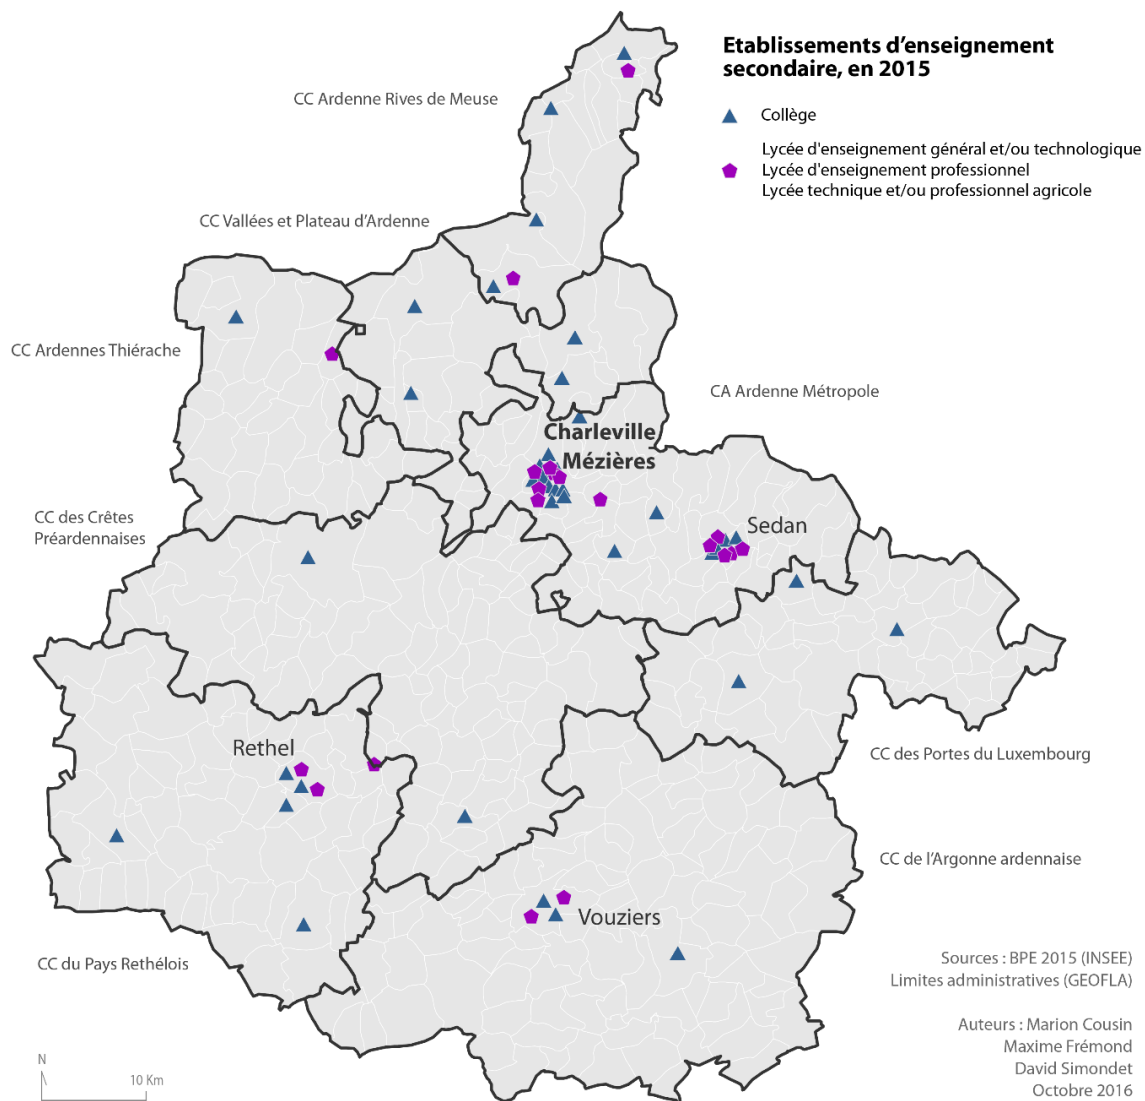 Etablissements d'enseignement
secondaire, en 2015
Collège
Lycée d'enseignement général et/ou technologique
Lycée d'enseignement professionnel
Lycée technique et/ou professionnel agricole
CC Ardenne Rives de Meuse
CC Vallées et Plateau d'Ardenne
CC Ardennes Thiérache
CA Ardenne Métropole
Charleville
Mézières
CC des Crêtes
Préardennaises
Sedan
Rethel
CC des Portes du Luxembourg
CC de l'Argonne ardennaise
Vouziers
CC du Pays Rethélois
Sources : BPE 2015 (INSEE)
Limites administratives (GEOFLA)
Auteurs : Marion Cousin
Maxime Frémond
David Simondet
Octobre 2016
N
10 Km